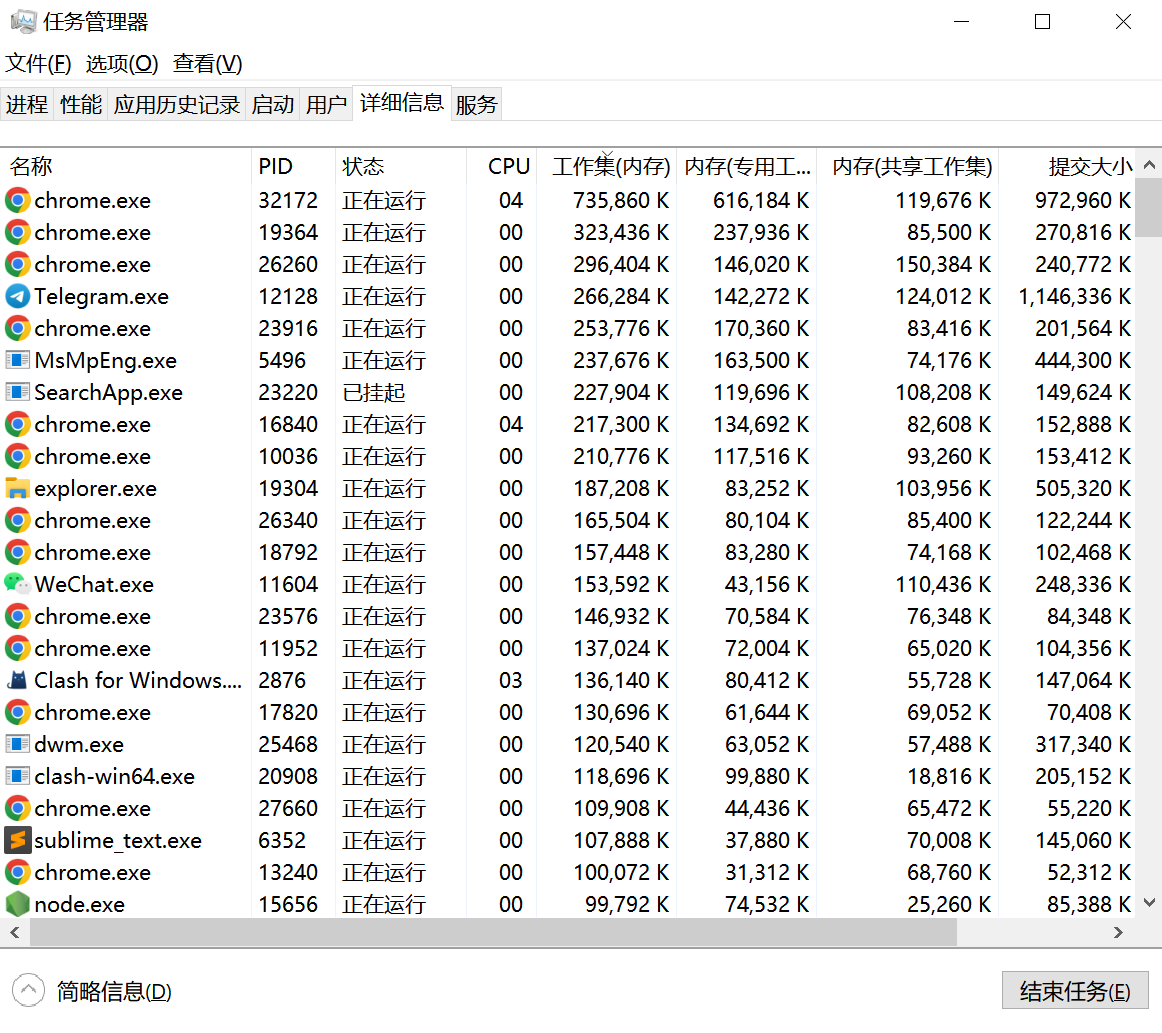 任务管理器
文件(F) 选项(O) 查看(V)
进程 性能 应用历史记录 启动 用户 详细信息 服务
名称 PID 状态 CPU 工作集(内存) 内存(专用工... 内存(共享工作集) 提交大小
chrome.exe 32172 正在运行 04 735,860 K 616,184 K 119,676 K 972,960 K
chrome.exe 19364 正在运行 00 323,436 K 237,936 K 85,500 K 270,816 K
chrome.exe 26260 正在运行 00 296,404 K 146,020 K 150,384 K 240,772 K
Telegram.exe 12128 正在运行 00 266,284 K 142,272 K 124,012 K 1,146,336 K
chrome.exe 23916 正在运行 00 253,776 K 170,360 K 83,416 K 201,564 K
MsMpEng.exe 5496 正在运行 00 237,676 K 163,500 K 74,176 K 444,300 K
SearchApp.exe 23220 已挂起 00 227,904 K 119,696 K 108,208 K 149,624 K
chrome.exe 16840 正在运行 04 217,300 K 134,692 K 82,608 K 152,888 K
chrome.exe 10036 正在运行 00 210,776 K 117,516 K 93,260 K 153,412 K
explorer.exe 19304 正在运行 00 187,208 K 83,252 K 103,956 K 505,320 K
chrome.exe 26340 正在运行 00 165,504 K 80,104 K 85,400 K 122,244 K
chrome.exe 18792 正在运行 00 157,448 K 83,280 K 74,168 K 102,468 K
WeChat.exe 11604 正在运行 00 153,592 K 43,156 K 110,436 K 248,336 K
chrome.exe 23576 正在运行 00 146,932 K 70,584 K 76,348 K 84,348 K
chrome.exe 11952 正在运行 00 137,024 K 72,004 K 65,020 K 104,356 K
Clash for Windows.... 2876 正在运行 03 136,140 K 80,412 K 55,728 K 147,064 K
chrome.exe 17820 正在运行 00 130,696 K 61,644 K 69,052 K 70,408 K
dwm.exe 25468 正在运行 00 120,540 K 63,052 K 57,488 K 317,340 K
clash-win64.exe 20908 正在运行 00 118,696 K 99,880 K 18,816 K 205,152 K
chrome.exe 27660 正在运行 00 109,908 K 44,436 K 65,472 K 55,220 K
sublime_text.exe 6352 正在运行 00 107,888 K 37,880 K 70,008 K 145,060 K
chrome.exe 13240 正在运行 00 100,072 K 31,312 K 68,760 K 52,312 K
node.exe 15656 正在运行 00 99,792 K 74,532 K 25,260 K 85,388 K
简略信息(D) 结束任务(E)